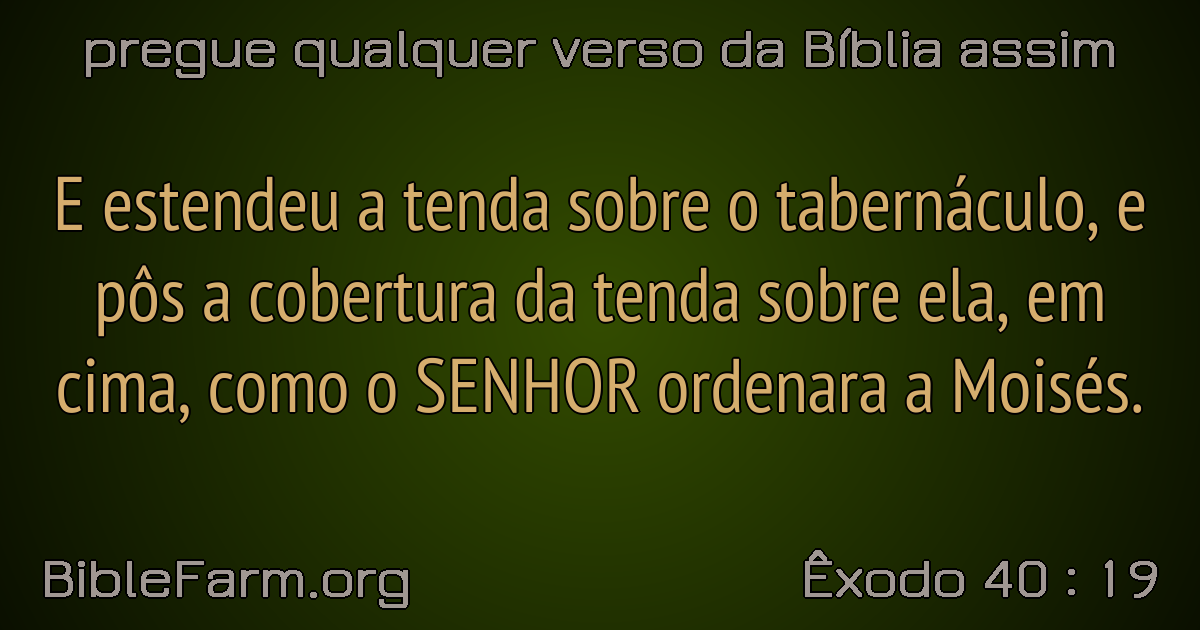 pregue qualquer verso da Bíblia assim
E estendeu a tenda sobre o tabernáculo, e
pôs a cobertura da tenda sobre ela, em
cima, como o SENHOR ordenara a Moisés.
BibleFarm.org
Êxodo 40 : 19